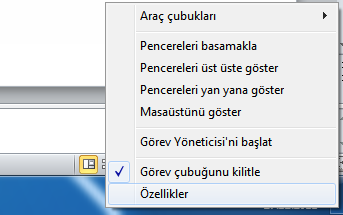 Araç çubukları
Pencereleri basamakla
Pencereleri üst üste göster
Pencereleri yan yana göster
Masaüstünü göster
Görev Yöneticisi'ni başlat
Görev çubuğunu kilitle
Özellikler